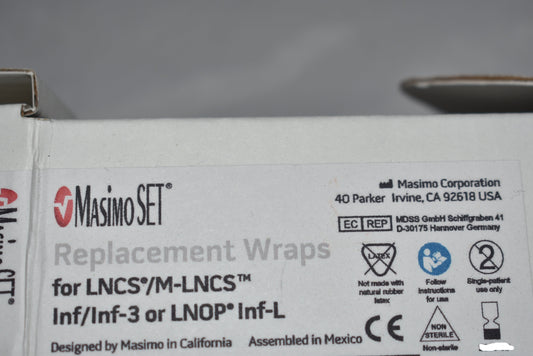 Masimo SET®
Replacement Wraps
for LNCS®/M-LNCS™
Inf/Inf-3 or LNOP® Inf-L
Designed by Masimo in California
Assembled in Mexico
Masimo Corporation
40 Parker Irvine, CA 92618 USA
EC REP
MDSS GmbH Schiffgraben 41
D-30175 Hannover Germany
LATEX
Not made with
natural rubber
latex
Follow
instructions
for use
2
Single-patient
use only
CE
NON
STERILE
Non-sterile
Masimo SET®